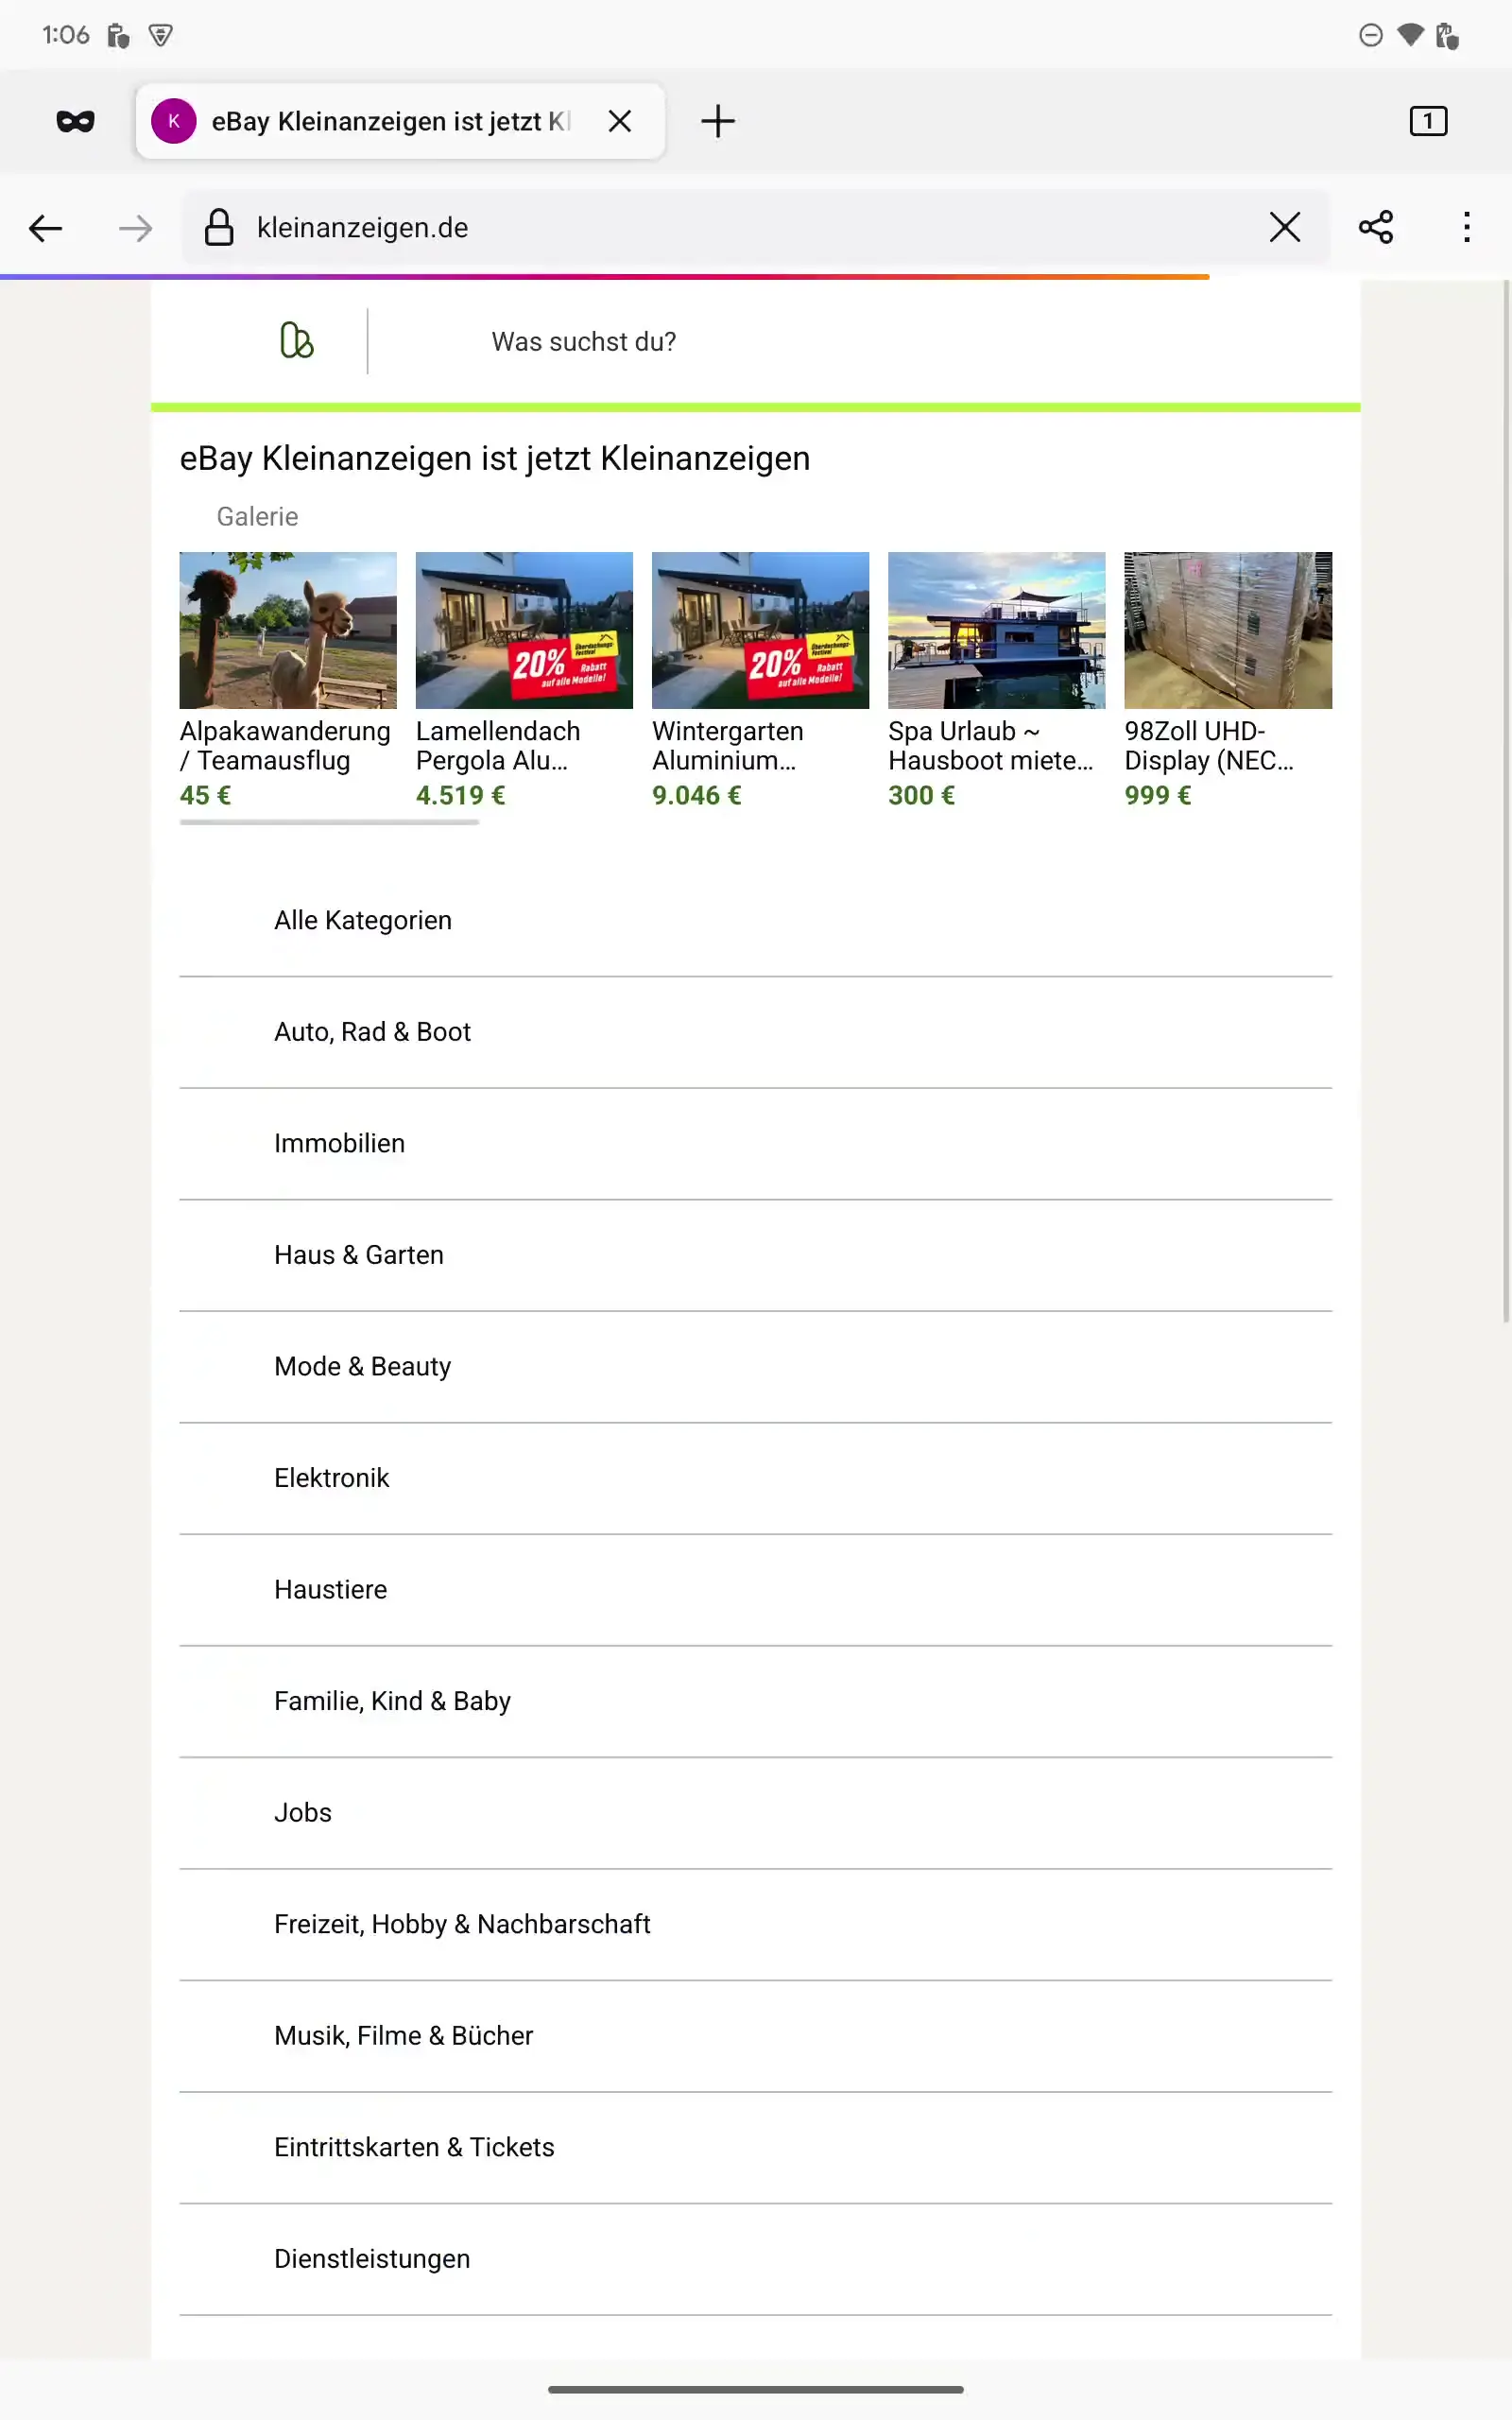 1:06
K
eBay Kleinanzeigen ist jetzt Kl
1
kleinanzeigen.de
Was suchst du?
eBay Kleinanzeigen ist jetzt Kleinanzeigen
Galerie
20%
Überdachungs-
Festival
Rabatt
auf alle Modelle!
20%
Überdachungs-
Festival
Rabatt
auf alle Modelle!
Alpakawanderung
/ Teamausflug
45 €
Lamellendach
Pergola Alu...
4.519 €
Wintergarten
Aluminium...
9.046 €
Spa Urlaub ~
Hausboot miete...
300 €
98Zoll UHD-
Display (NEC...
999 €
Alle Kategorien
Auto, Rad & Boot
Immobilien
Haus & Garten
Mode & Beauty
Elektronik
Haustiere
Familie, Kind & Baby
Jobs
Freizeit, Hobby & Nachbarschaft
Musik, Filme & Bücher
Eintrittskarten & Tickets
Dienstleistungen